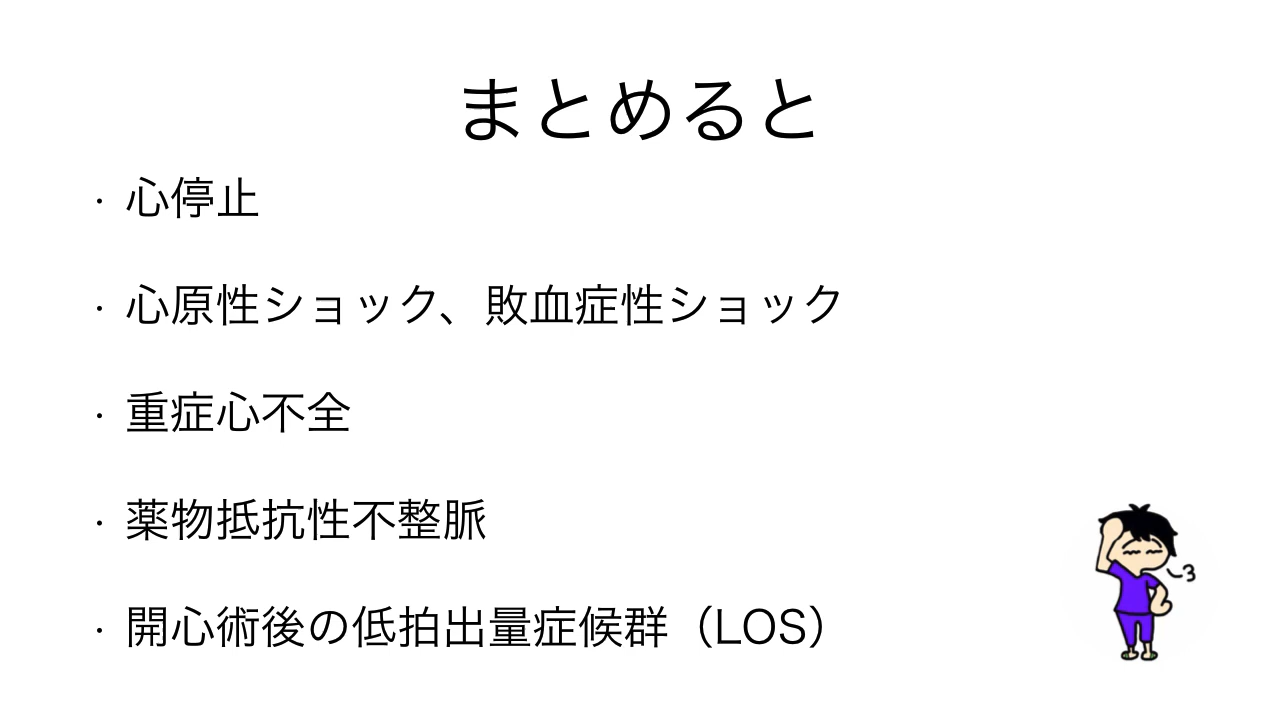 まとめると
・心停止
・心原性ショック、敗血症性ショック
・重症心不全
・薬物抵抗性不整脈
・開心術後の低拍出量症候群（LOS）